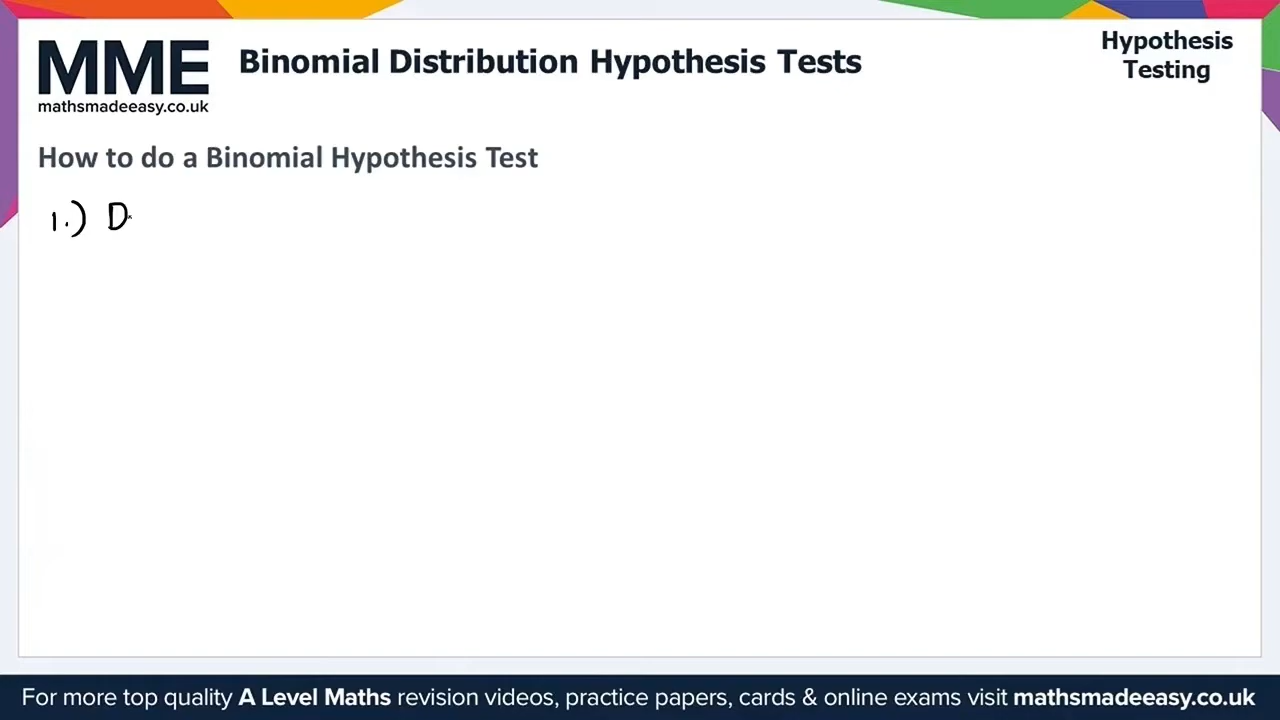 MME
mathsmadeeasy.co.uk
Binomial Distribution Hypothesis Tests
Hypothesis
Testing
How to do a Binomial Hypothesis Test
1.) D
For more top quality A Level Maths revision videos, practice papers, cards & online exams visit mathsmadeeasy.co.uk